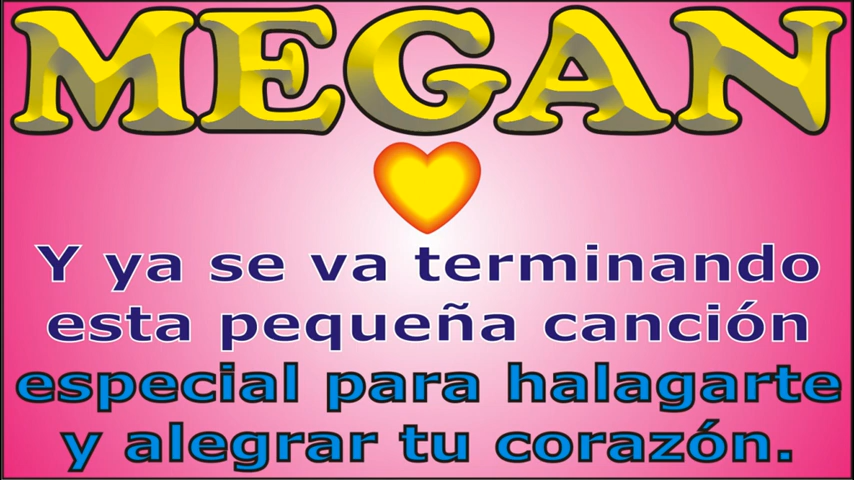 MEGAN
Y ya se va terminando
esta pequeña canción
especial para halagarte
y alegrar tu corazón.